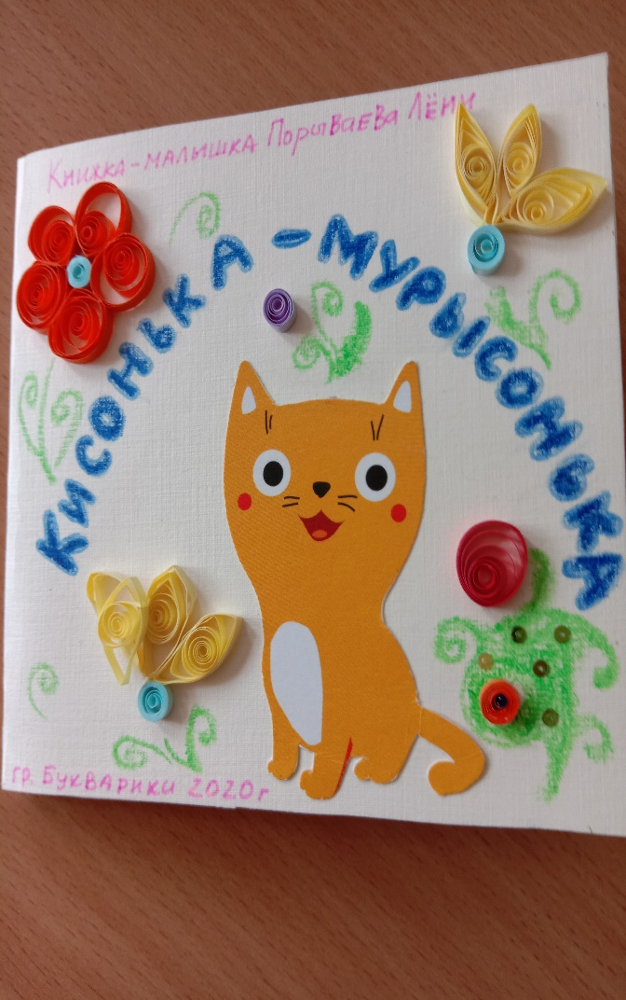 Книжка-малышка Порываева Лёни
КИСОНЬКА-МУРЫСОНЬКА
гр. Букварики 2020г